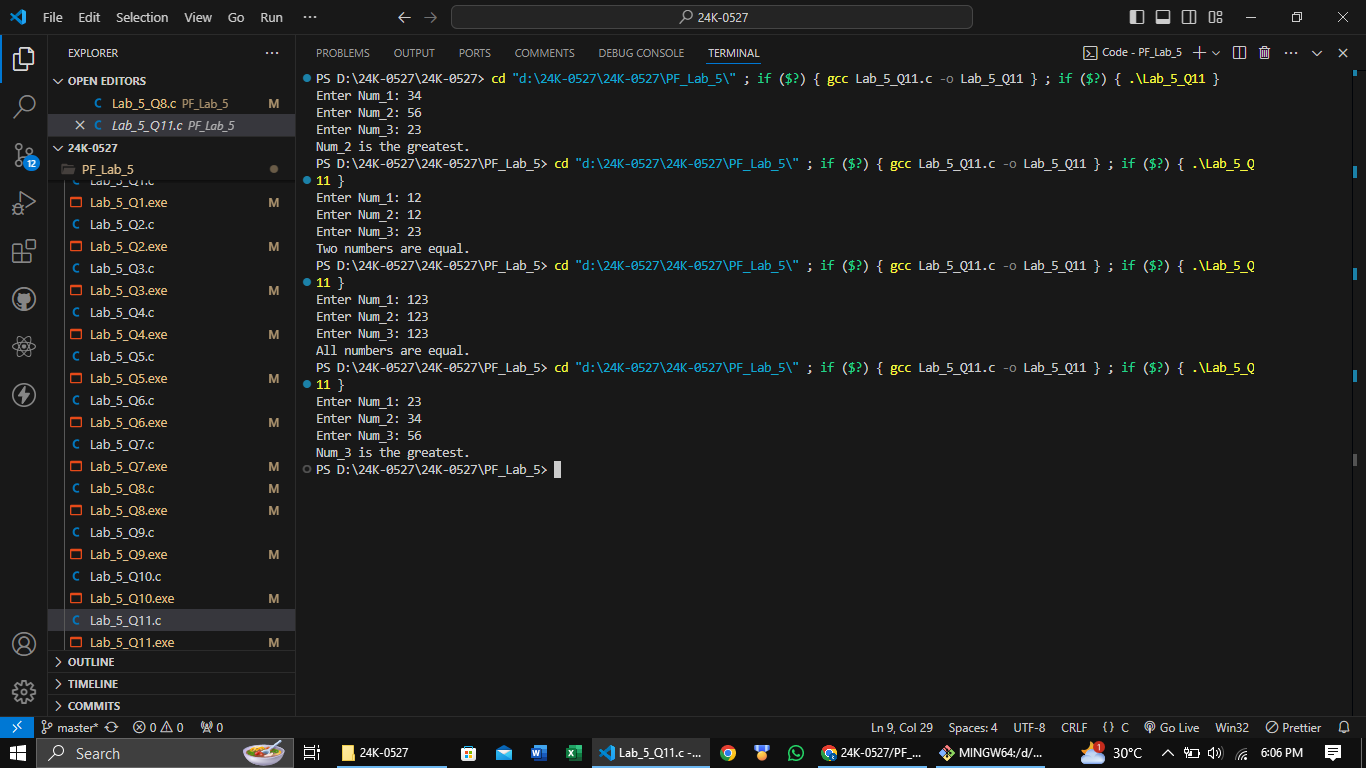 File Edit Selection View Go Run ··· 24K-0527
EXPLORER ···
OPEN EDITORS
C Lab_5_Q8.c PF_Lab_5 M
C Lab_5_Q11.c PF_Lab_5
24K-0527
PF_Lab_5
C Lab_5_Q1.c
Lab_5_Q1.exe M
C Lab_5_Q2.c
Lab_5_Q2.exe M
C Lab_5_Q3.c
Lab_5_Q3.exe M
C Lab_5_Q4.c
Lab_5_Q4.exe M
C Lab_5_Q5.c
Lab_5_Q5.exe M
C Lab_5_Q6.c
Lab_5_Q6.exe M
C Lab_5_Q7.c
Lab_5_Q7.exe M
C Lab_5_Q8.c M
Lab_5_Q8.exe M
C Lab_5_Q9.c
Lab_5_Q9.exe M
C Lab_5_Q10.c
Lab_5_Q10.exe M
C Lab_5_Q11.c
Lab_5_Q11.exe M
OUTLINE
TIMELINE
COMMITS
12
PROBLEMS OUTPUT PORTS COMMENTS DEBUG CONSOLE TERMINAL Code - PF_Lab_5
PS D:\24K-0527\24K-0527> cd "d:\24K-0527\24K-0527\PF_Lab_5\" ; if ($?) { gcc Lab_5_Q11.c -o Lab_5_Q11 } ; if ($?) { .\Lab_5_Q11 }
Enter Num_1: 34
Enter Num_2: 56
Enter Num_3: 23
Num_2 is the greatest.
PS D:\24K-0527\24K-0527\PF_Lab_5> cd "d:\24K-0527\24K-0527\PF_Lab_5\" ; if ($?) { gcc Lab_5_Q11.c -o Lab_5_Q11 } ; if ($?) { .\Lab_5_Q
11 }
Enter Num_1: 12
Enter Num_2: 12
Enter Num_3: 23
Two numbers are equal.
PS D:\24K-0527\24K-0527\PF_Lab_5> cd "d:\24K-0527\24K-0527\PF_Lab_5\" ; if ($?) { gcc Lab_5_Q11.c -o Lab_5_Q11 } ; if ($?) { .\Lab_5_Q
11 }
Enter Num_1: 123
Enter Num_2: 123
Enter Num_3: 123
All numbers are equal.
PS D:\24K-0527\24K-0527\PF_Lab_5> cd "d:\24K-0527\24K-0527\PF_Lab_5\" ; if ($?) { gcc Lab_5_Q11.c -o Lab_5_Q11 } ; if ($?) { .\Lab_5_Q
11 }
Enter Num_1: 23
Enter Num_2: 34
Enter Num_3: 56
Num_3 is the greatest.
PS D:\24K-0527\24K-0527\PF_Lab_5>
master* 0 0 0 Ln 9, Col 29 Spaces: 4 UTF-8 CRLF {} C Go Live Win32 Prettier
Search 24K-0527 Lab_5_Q11.c -... 24K-0527/PF_... MINGW64:/d/... 1 30°C 6:06 PM